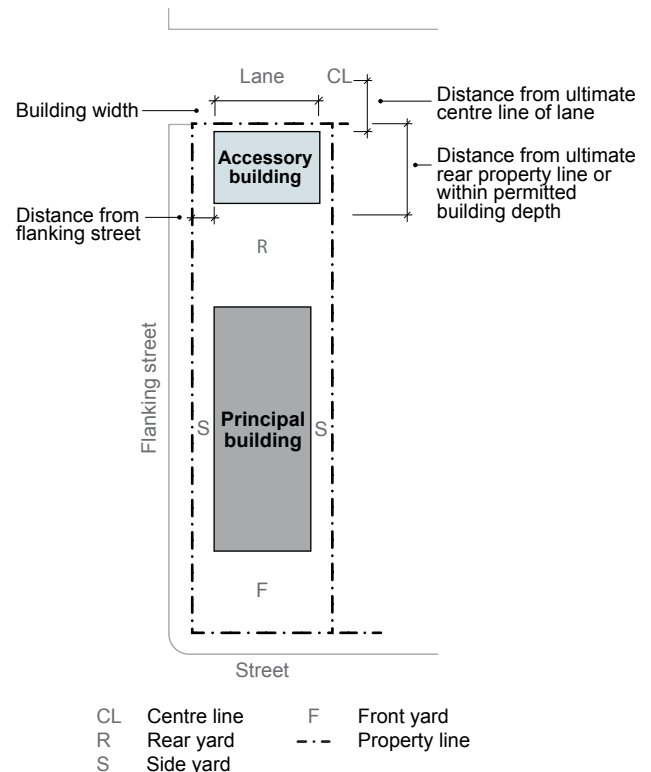 Lane
CL
Building width
Distance from ultimate
centre line of lane
Accessory
building
Distance from ultimate
rear property line or
within permitted
building depth
Distance from
flanking street
R
Flanking street
S
Principal
building
S
F
Street
CL Centre line
F Front yard
R Rear yard
Property line
S Side yard